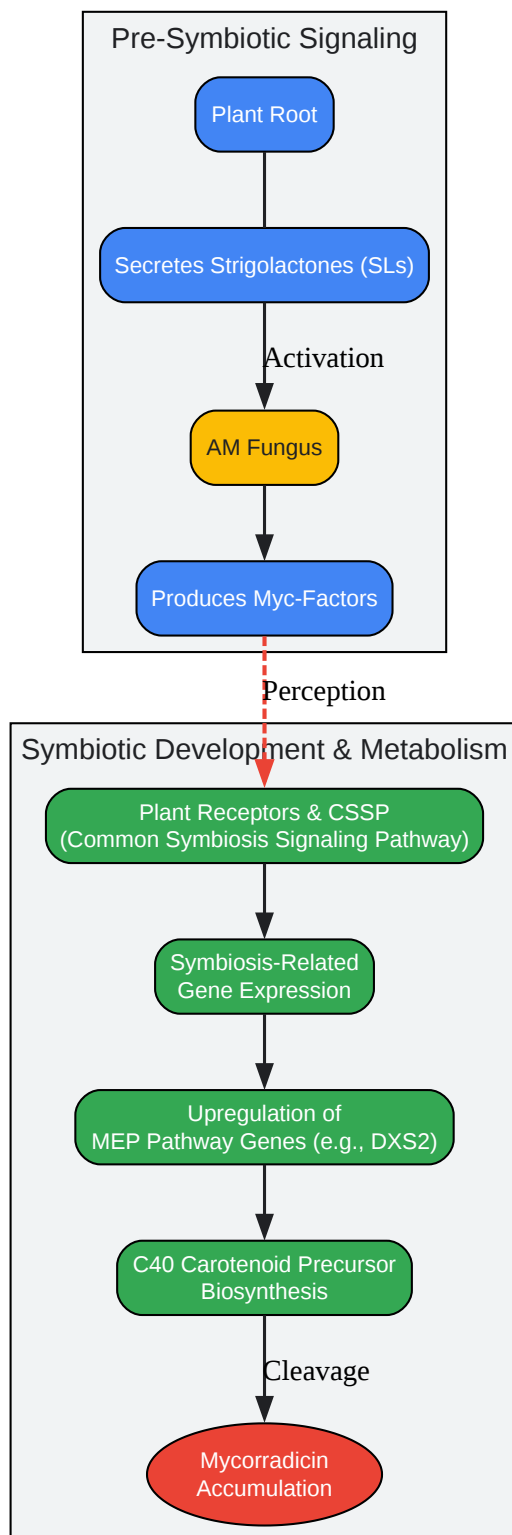 Pre-Symbiotic Signaling
Plant Root
Secretes Strigolactones (SLs)
Activation
AM Fungus
Produces Myc-Factors
Perception
Symbiotic Development & Metabolism
Plant Receptors & CSSP
(Common Symbiosis Signaling Pathway)
Symbiosis-Related
Gene Expression
Upregulation of
MEP Pathway Genes (e.g., DXS2)
C40 Carotenoid Precursor
Biosynthesis
Cleavage
Mycorradicin
Accumulation